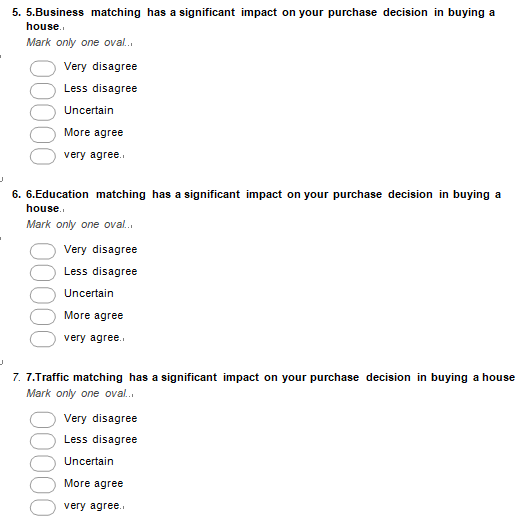 5. 5.Business matching has a significant impact on your purchase decision in buying a
house.
Mark only one oval..
Very disagree
Less disagree
Uncertain
More agree
very agree.
6. 6.Education matching has a significant impact on your purchase decision in buying a
house.
Mark only one oval..
Very disagree
Less disagree
Uncertain
More agree
very agree.
7. 7.Traffic matching has a significant impact on your purchase decision in buying a house
Mark only one oval..
Very disagree
Less disagree
Uncertain
More agree
very agree.